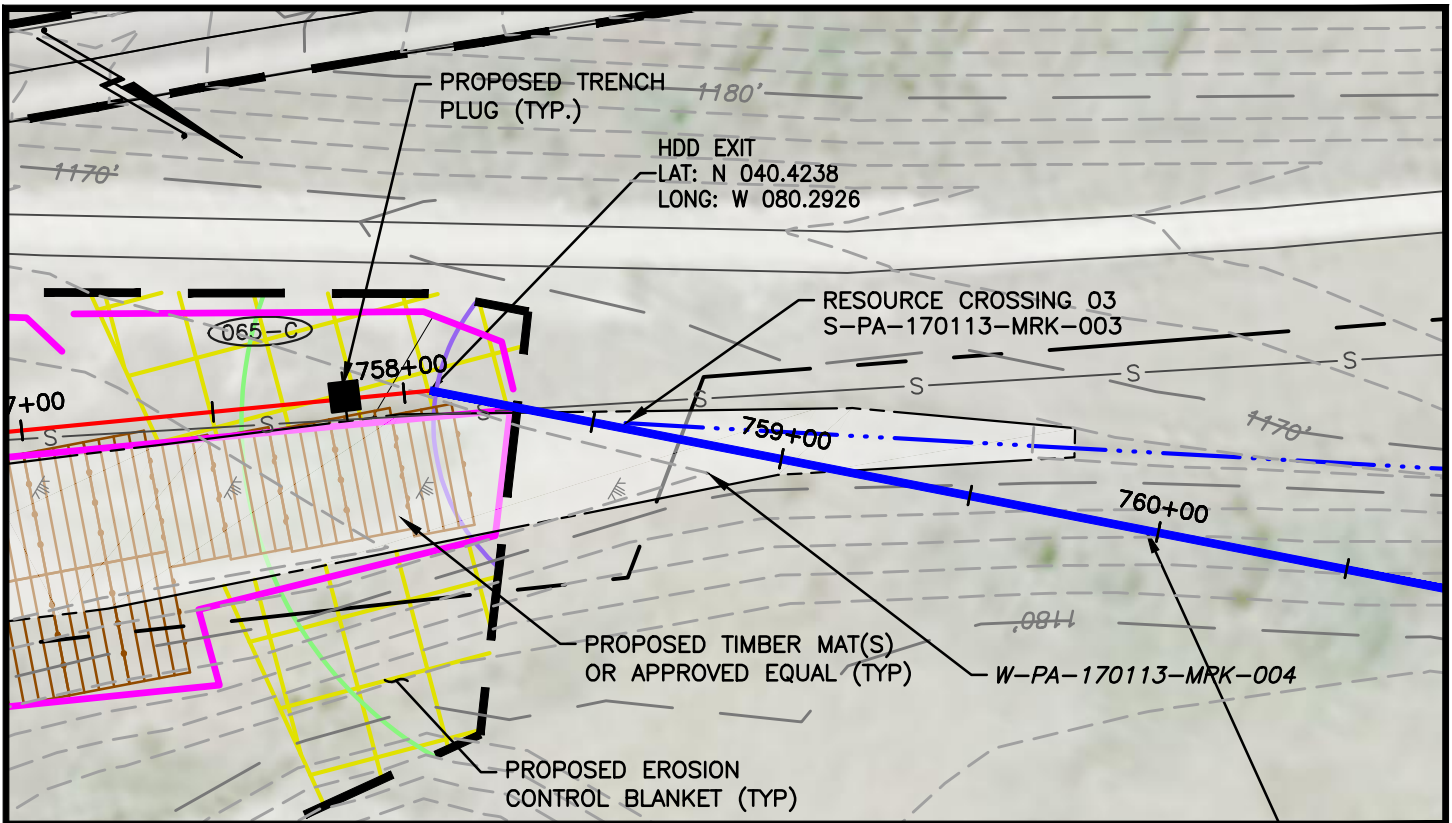 PROPOSED TRENCH
PLUG (TYP.)
1180'
HDD EXIT
LAT: N 040.4238
LONG: W 080.2926
1170'
RESOURCE CROSSING 03
S-PA-170113-MRK-003
065-C
758+00
7+00
S
S
S
S
S
S
S
759+00
1170'
760+00
1180'
PROPOSED TIMBER MAT(S)
OR APPROVED EQUAL (TYP)
W-PA-170113-MRK-004
PROPOSED EROSION
CONTROL BLANKET (TYP)